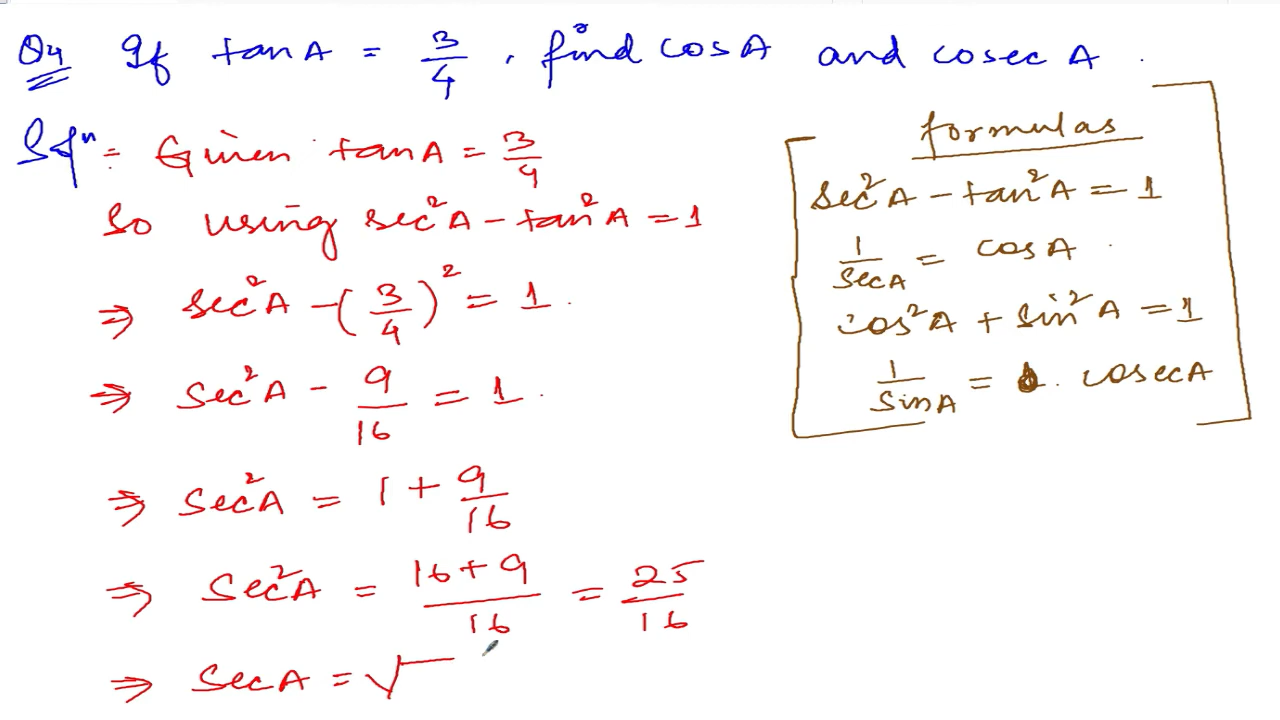 Q4 If tan A = 3/4, find cos A and cosec A.
Solⁿ = Given tan A = 3/4
So using sec²A - tan²A = 1
⇒ sec²A - (3/4)² = 1.
⇒ sec²A - 9/16 = 1.
⇒ sec²A = 1 + 9/16
⇒ sec²A = (16+9)/16 = 25/16
⇒ sec A = √
formulas
sec²A - tan²A = 1
1/sec A = cos A.
cos²A + sin²A = 1
1/sin A = cosec A